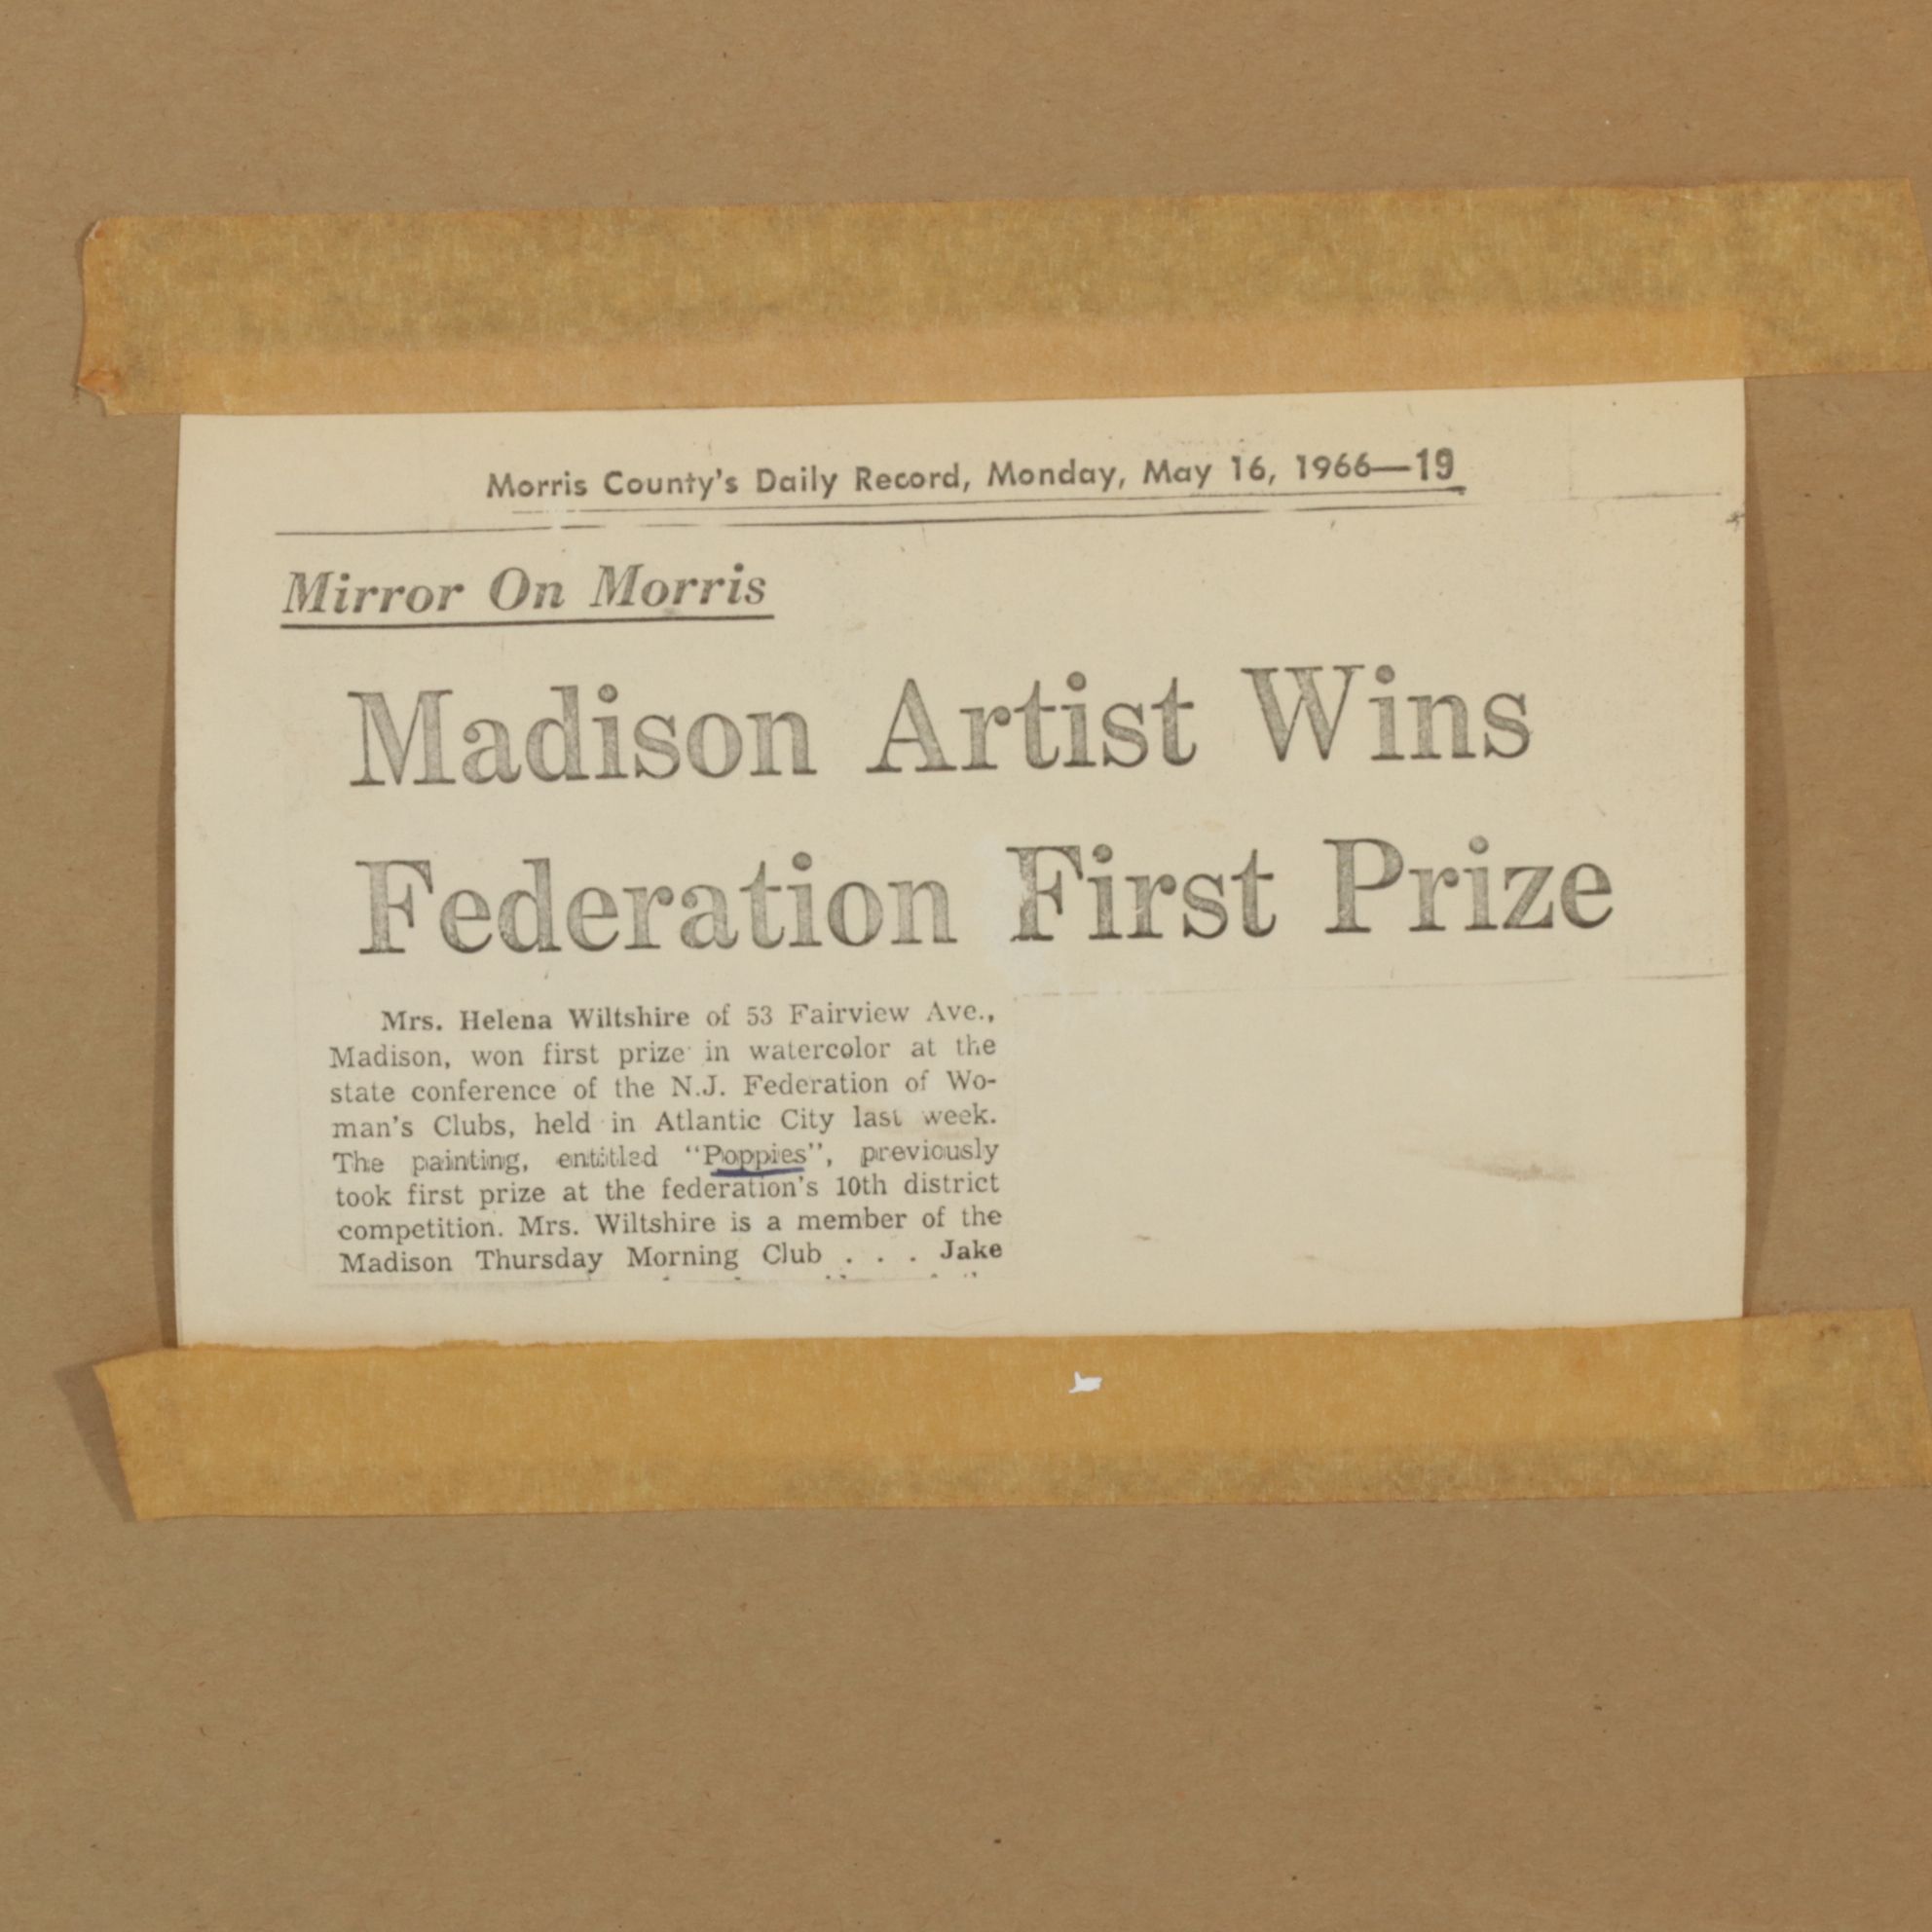 Morris County's Daily Record, Monday, May 16, 1966—19
Mirror On Morris
Madison Artist Wins
Federation First Prize
Mrs. Helena Wiltshire of 53 Fairview Ave.,
Madison, won first prize in watercolor at the
state conference of the N.J. Federation of Wo-
man's Clubs, held in Atlantic City last week.
The painting, entitled "Poppies", previously
took first prize at the federation's 10th district
competition. Mrs. Wiltshire is a member of the
Madison Thursday Morning Club . . . Jake